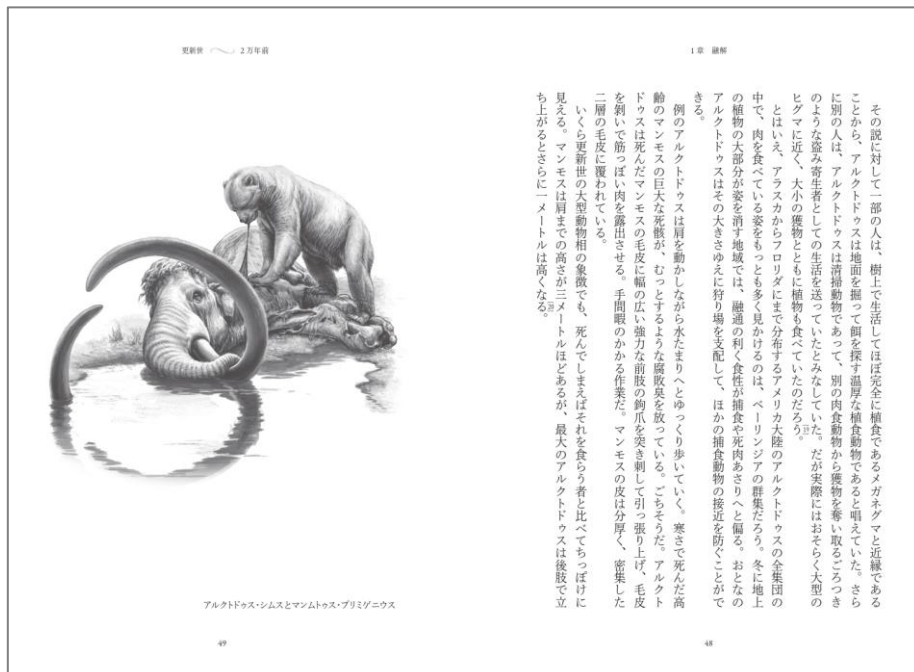 1章 融解
その説に対して一部の人は、樹上で生活してほぼ完全に植食であるメガネグマと近縁である
ことから、アルクトドゥスは地面を掘って餌を探す温厚な植食動物であると唱えていた。さら
に別の人は、アルクトドゥスは清掃動物であって、別の肉食動物から獲物を奪い取るごろつき
のような盗み寄生者としての生活を送っていたとみなしていた。だが実際にはおそらく大型の
ヒグマに近く、大小の獲物とともに植物も食べていたのだろう。
とはいえ、アラスカからフロリダにまで分布するアメリカ大陸のアルクトドゥスの全集団の
中で、肉を食べている姿をもっとも多く見かけるのは、ベーリンジアの群集だろう。冬に地上
の植物の大部分が姿を消す地域では、融通の利く食性が捕食や死肉あさりへと偏る。おとなの
アルクトドゥスはその大きさゆえに狩り場を支配して、ほかの捕食動物の接近を防ぐことがで
きる。
例のアルクトドゥスは肩を動かしながら水たまりへとゆっくり歩いていく。寒さで死んだ高
齢のマンモスの巨大な死骸が、むっとするような腐敗臭を放っている。ごちそうだ。アルクト
ドゥスは死んだマンモスの毛皮に幅の広い強力な前肢の鉤爪を突き刺して引っ張り上げ、毛皮
を剝いで筋っぽい肉を露出させる。手間暇のかかる作業だ。マンモスの皮は分厚く、密集した
二層の毛皮に覆われている。
いくら更新世の大型動物相の象徴でも、死んでしまえばそれを食らう者と比べてちっぽけに
見える。マンモスは肩までの高さが三メートルほどあるが、最大のアルクトドゥスは後肢で立
ち上がるとさらに一メートルは高くなる。
48
更新世 2万年前
アルクトドゥス・シムスとマンムトゥス・プリミゲニウス
49